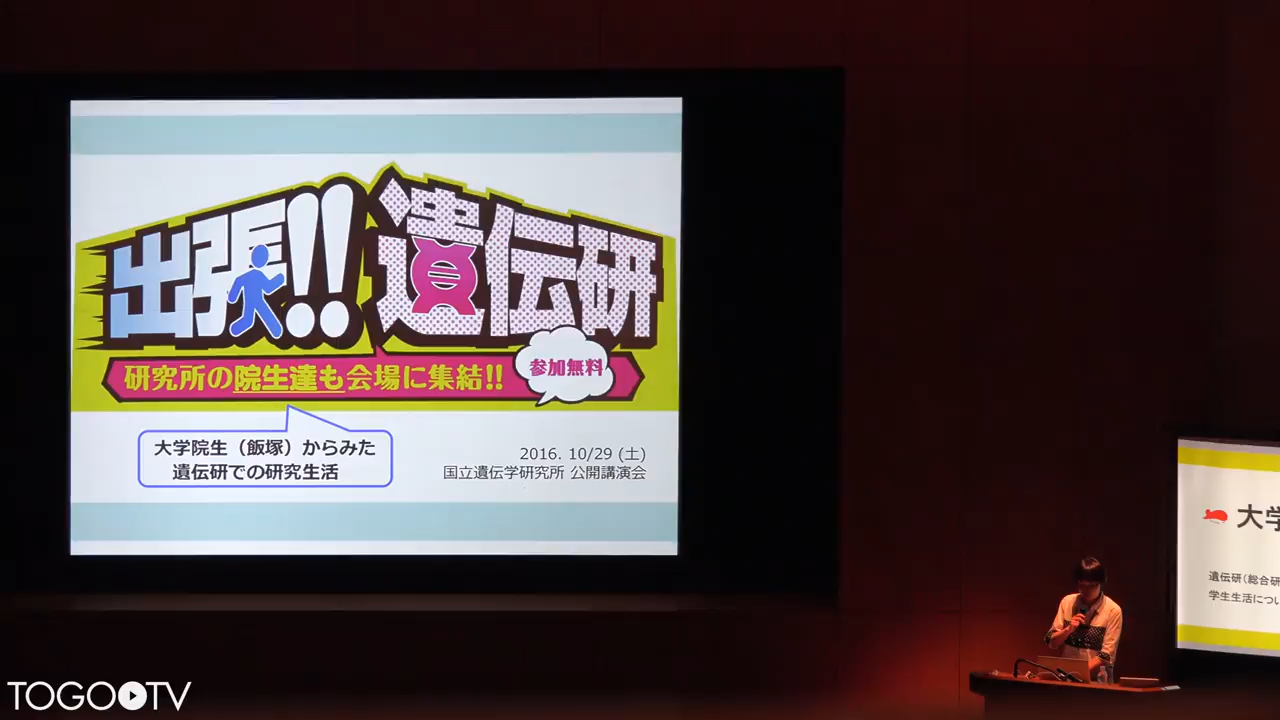 出張!! 遺伝研
研究所の院生達も会場に集結!!
参加無料
大学院生（飯塚）からみた
遺伝研での研究生活
2016. 10/29 (土)
国立遺伝学研究所 公開講演会
大学
遺伝研（総合研
学生生活につい
TOGOTV